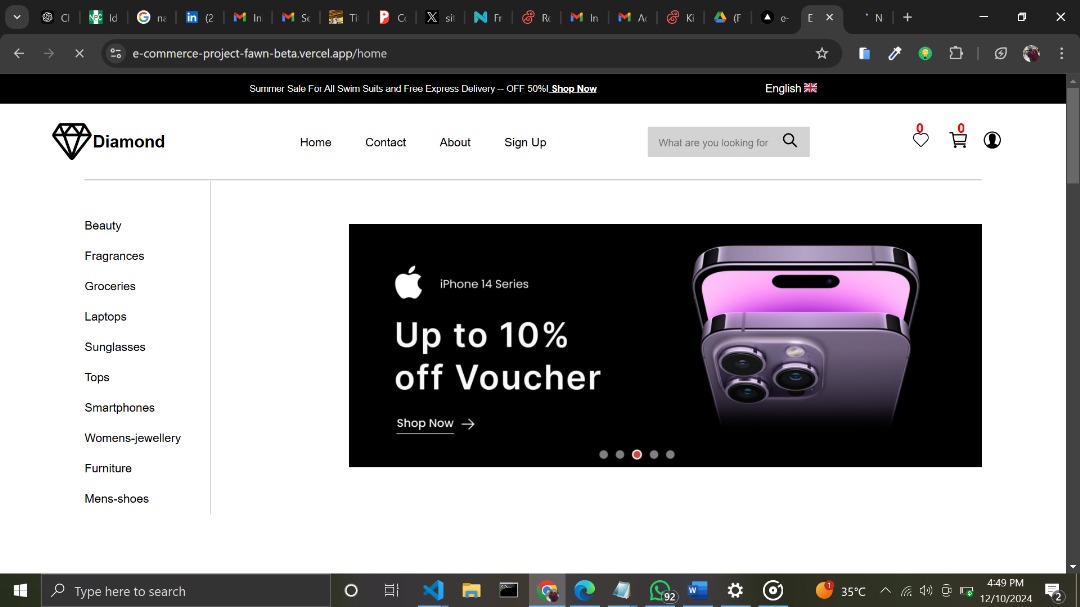 Cl
Id
na
(2
In
Se
Ti
Co
sit
Fr
Ro
In
Ac
Ki
(F
e-
E
N
e-commerce-project-fawn-beta.vercel.app/home
Summer Sale For All Swim Suits and Free Express Delivery -- OFF 50%! Shop Now
English
Diamond
Home Contact About Sign Up
What are you looking for
0 0
Beauty
Fragrances
Groceries
Laptops
Sunglasses
Tops
Smartphones
Womens-jewellery
Furniture
Mens-shoes
iPhone 14 Series
Up to 10%
off Voucher
Shop Now
Type here to search
92
1
35°C
4:49 PM
12/10/2024
2